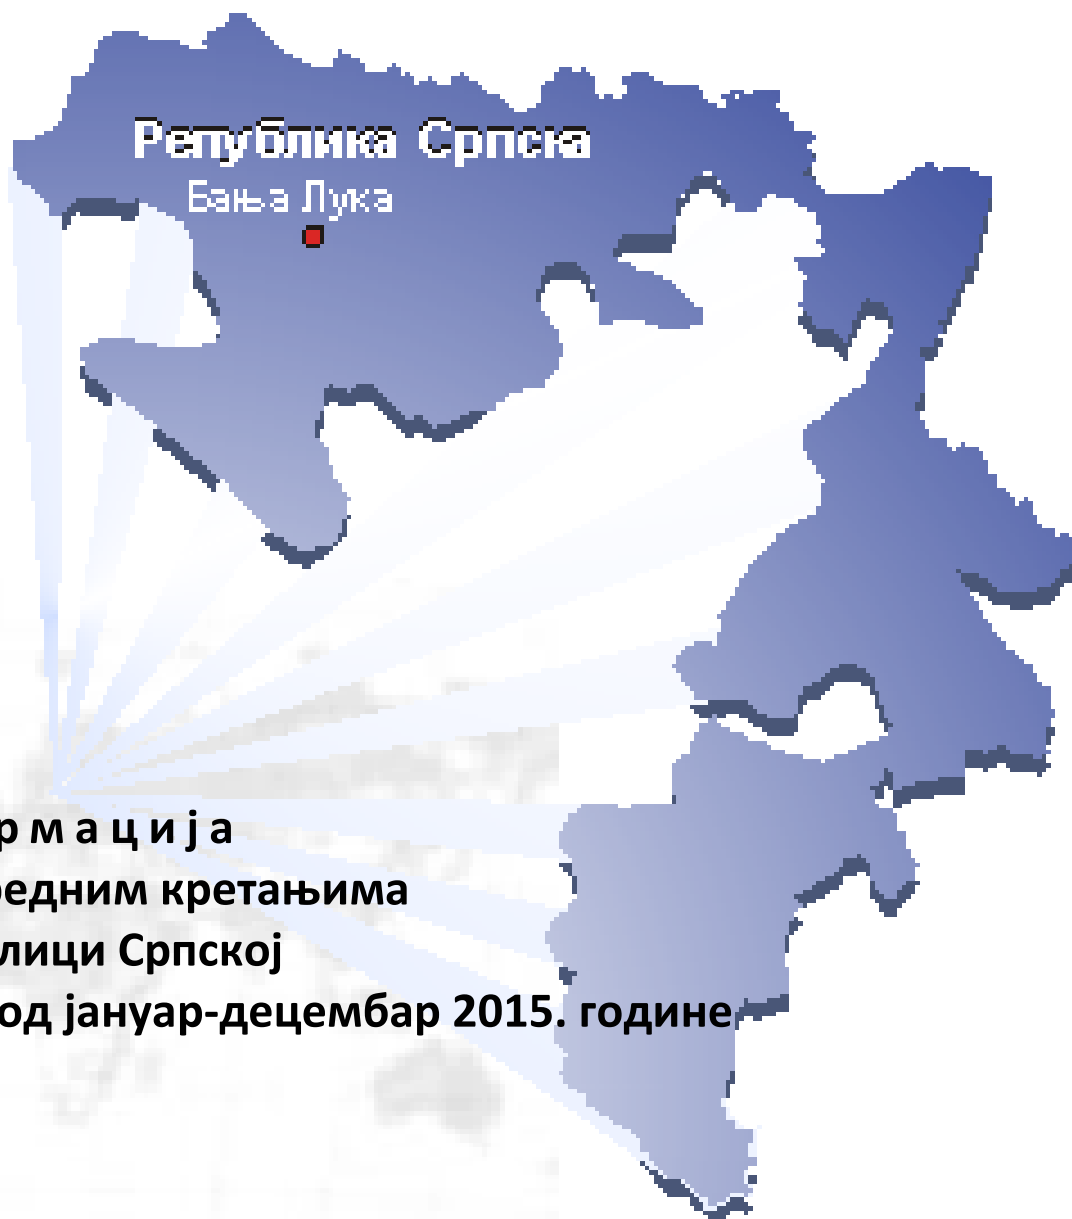 Република Српска
Бања Лука
р м а ц и ј а
редним кретањима
лици Српској
од јануар-децембар 2015. године